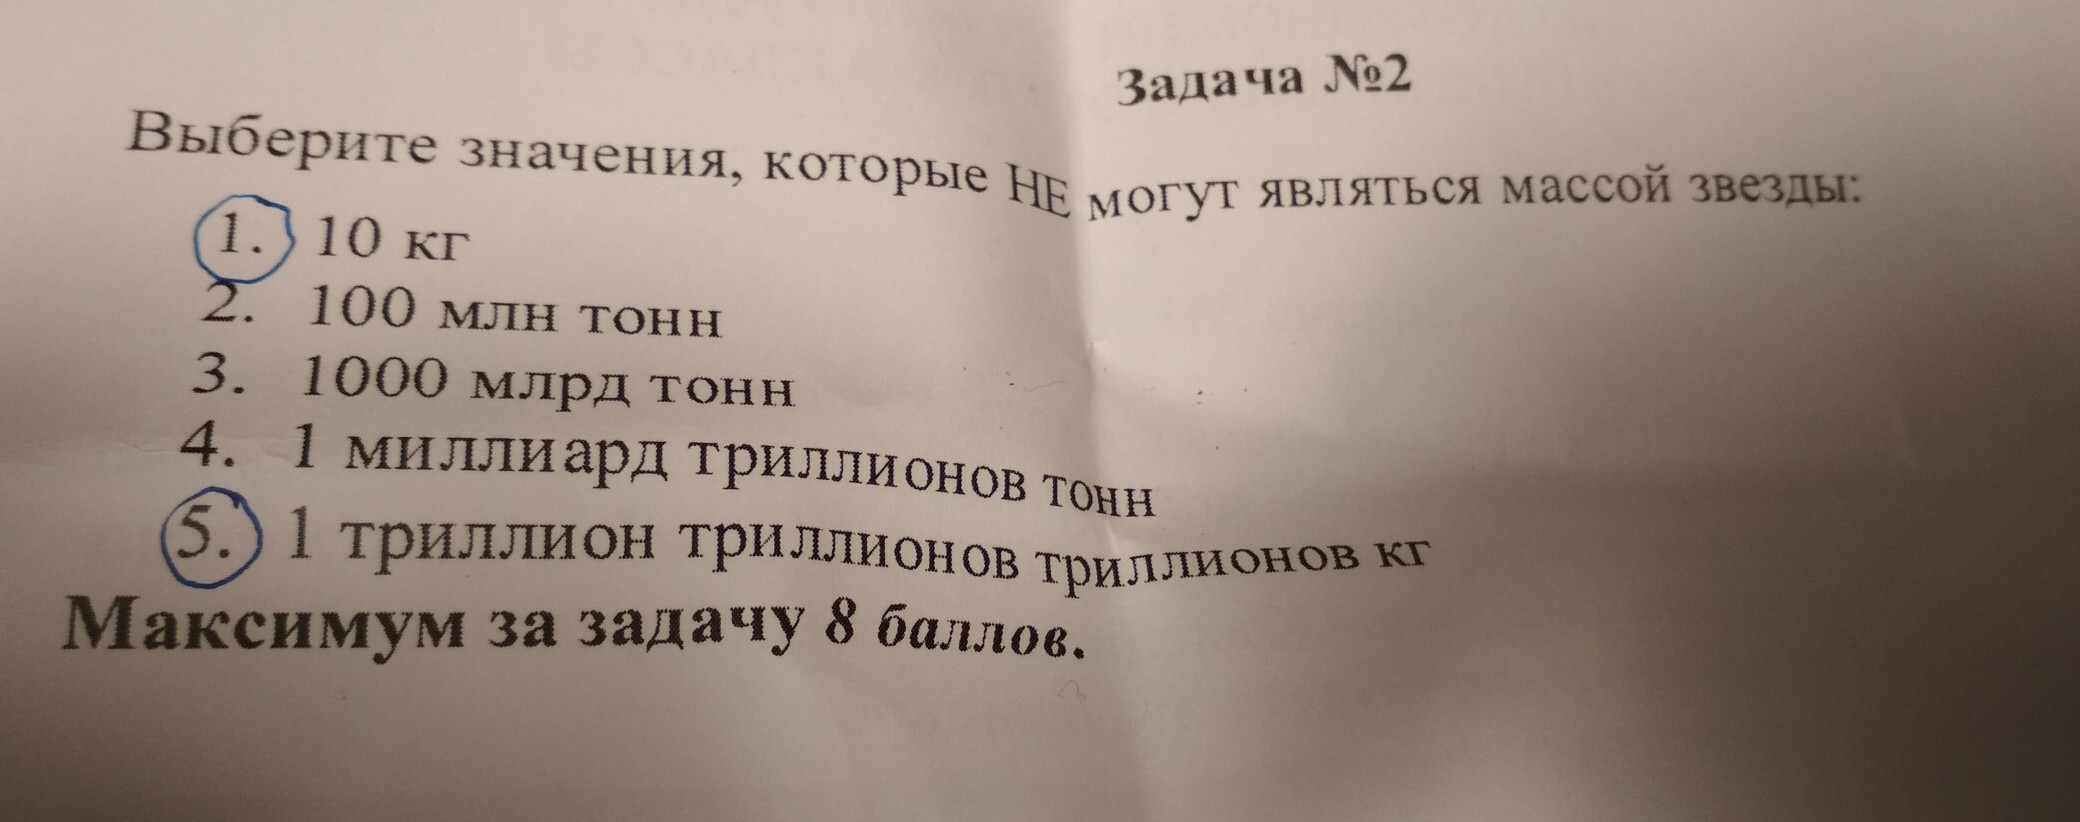 Задача №2
Выберите значения, которые НЕ могут являться массой звезды:
1. 10 кг
2. 100 млн тонн
3. 1000 млрд тонн
4. 1 миллиард триллионов тонн
5. 1 триллион триллионов триллионов кг
Максимум за задачу 8 баллов.